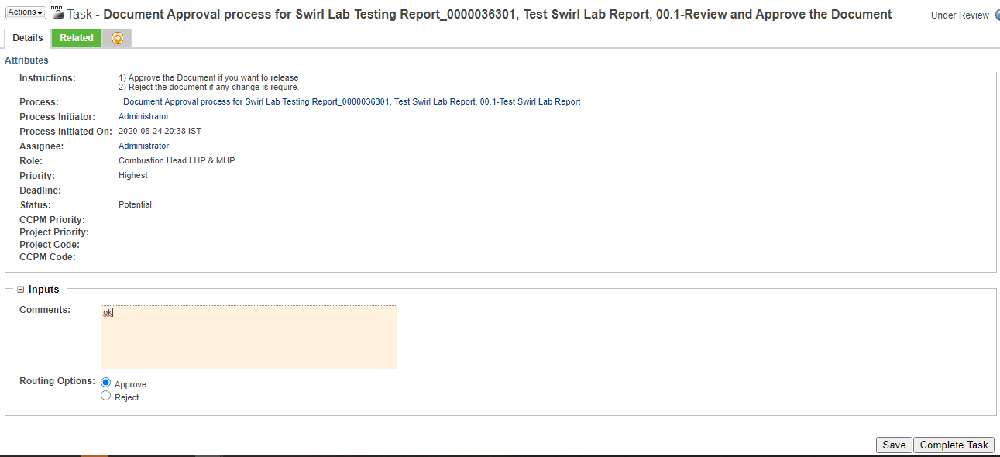 Actions Task - Document Approval process for Swirl Lab Testing Report_0000036301, Test Swirl Lab Report, 00.1-Review and Approve the Document Under Review
Details Related
Attributes
Instructions: 1) Approve the Document if you want to release
2) Reject the document if any change is require.
Process: Document Approval process for Swirl Lab Testing Report_0000036301, Test Swirl Lab Report, 00.1-Test Swirl Lab Report
Process Initiator: Administrator
Process Initiated On: 2020-08-24 20:38 IST
Assignee: Administrator
Role: Combustion Head LHP & MHP
Priority: Highest
Deadline:
Status: Potential
CCPM Priority:
Project Priority:
Project Code:
CCPM Code:
Inputs
Comments: ok
Routing Options: Approve
Reject
Save Complete Task